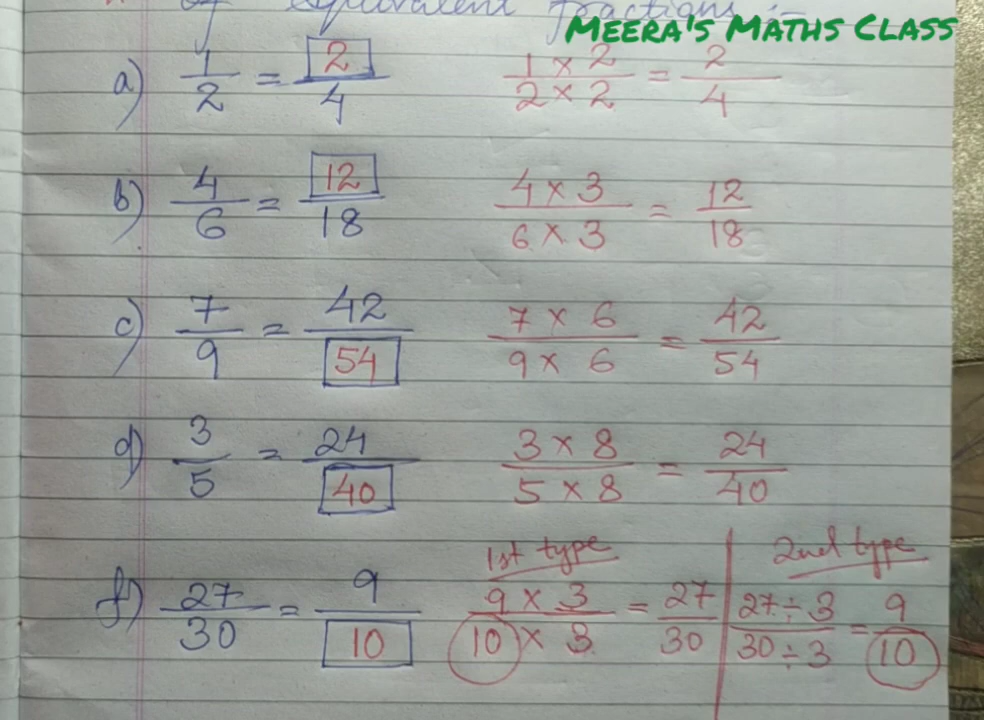 of equivalent fractions :-
MEERA'S MATHS CLASS
a) 1/2 = 2/4 1 × 2 / 2 × 2 = 2/4
b) 4/6 = 12/18 4 × 3 / 6 × 3 = 12/18
c) 7/9 = 42/54 7 × 6 / 9 × 6 = 42/54
d) 3/5 = 24/40 3 × 8 / 5 × 8 = 24/40
1st type 2nd type
f) 27/30 = 9/10 9 × 3 / 10 × 3 = 27/30 27 ÷ 3 / 30 ÷ 3 = 9/10